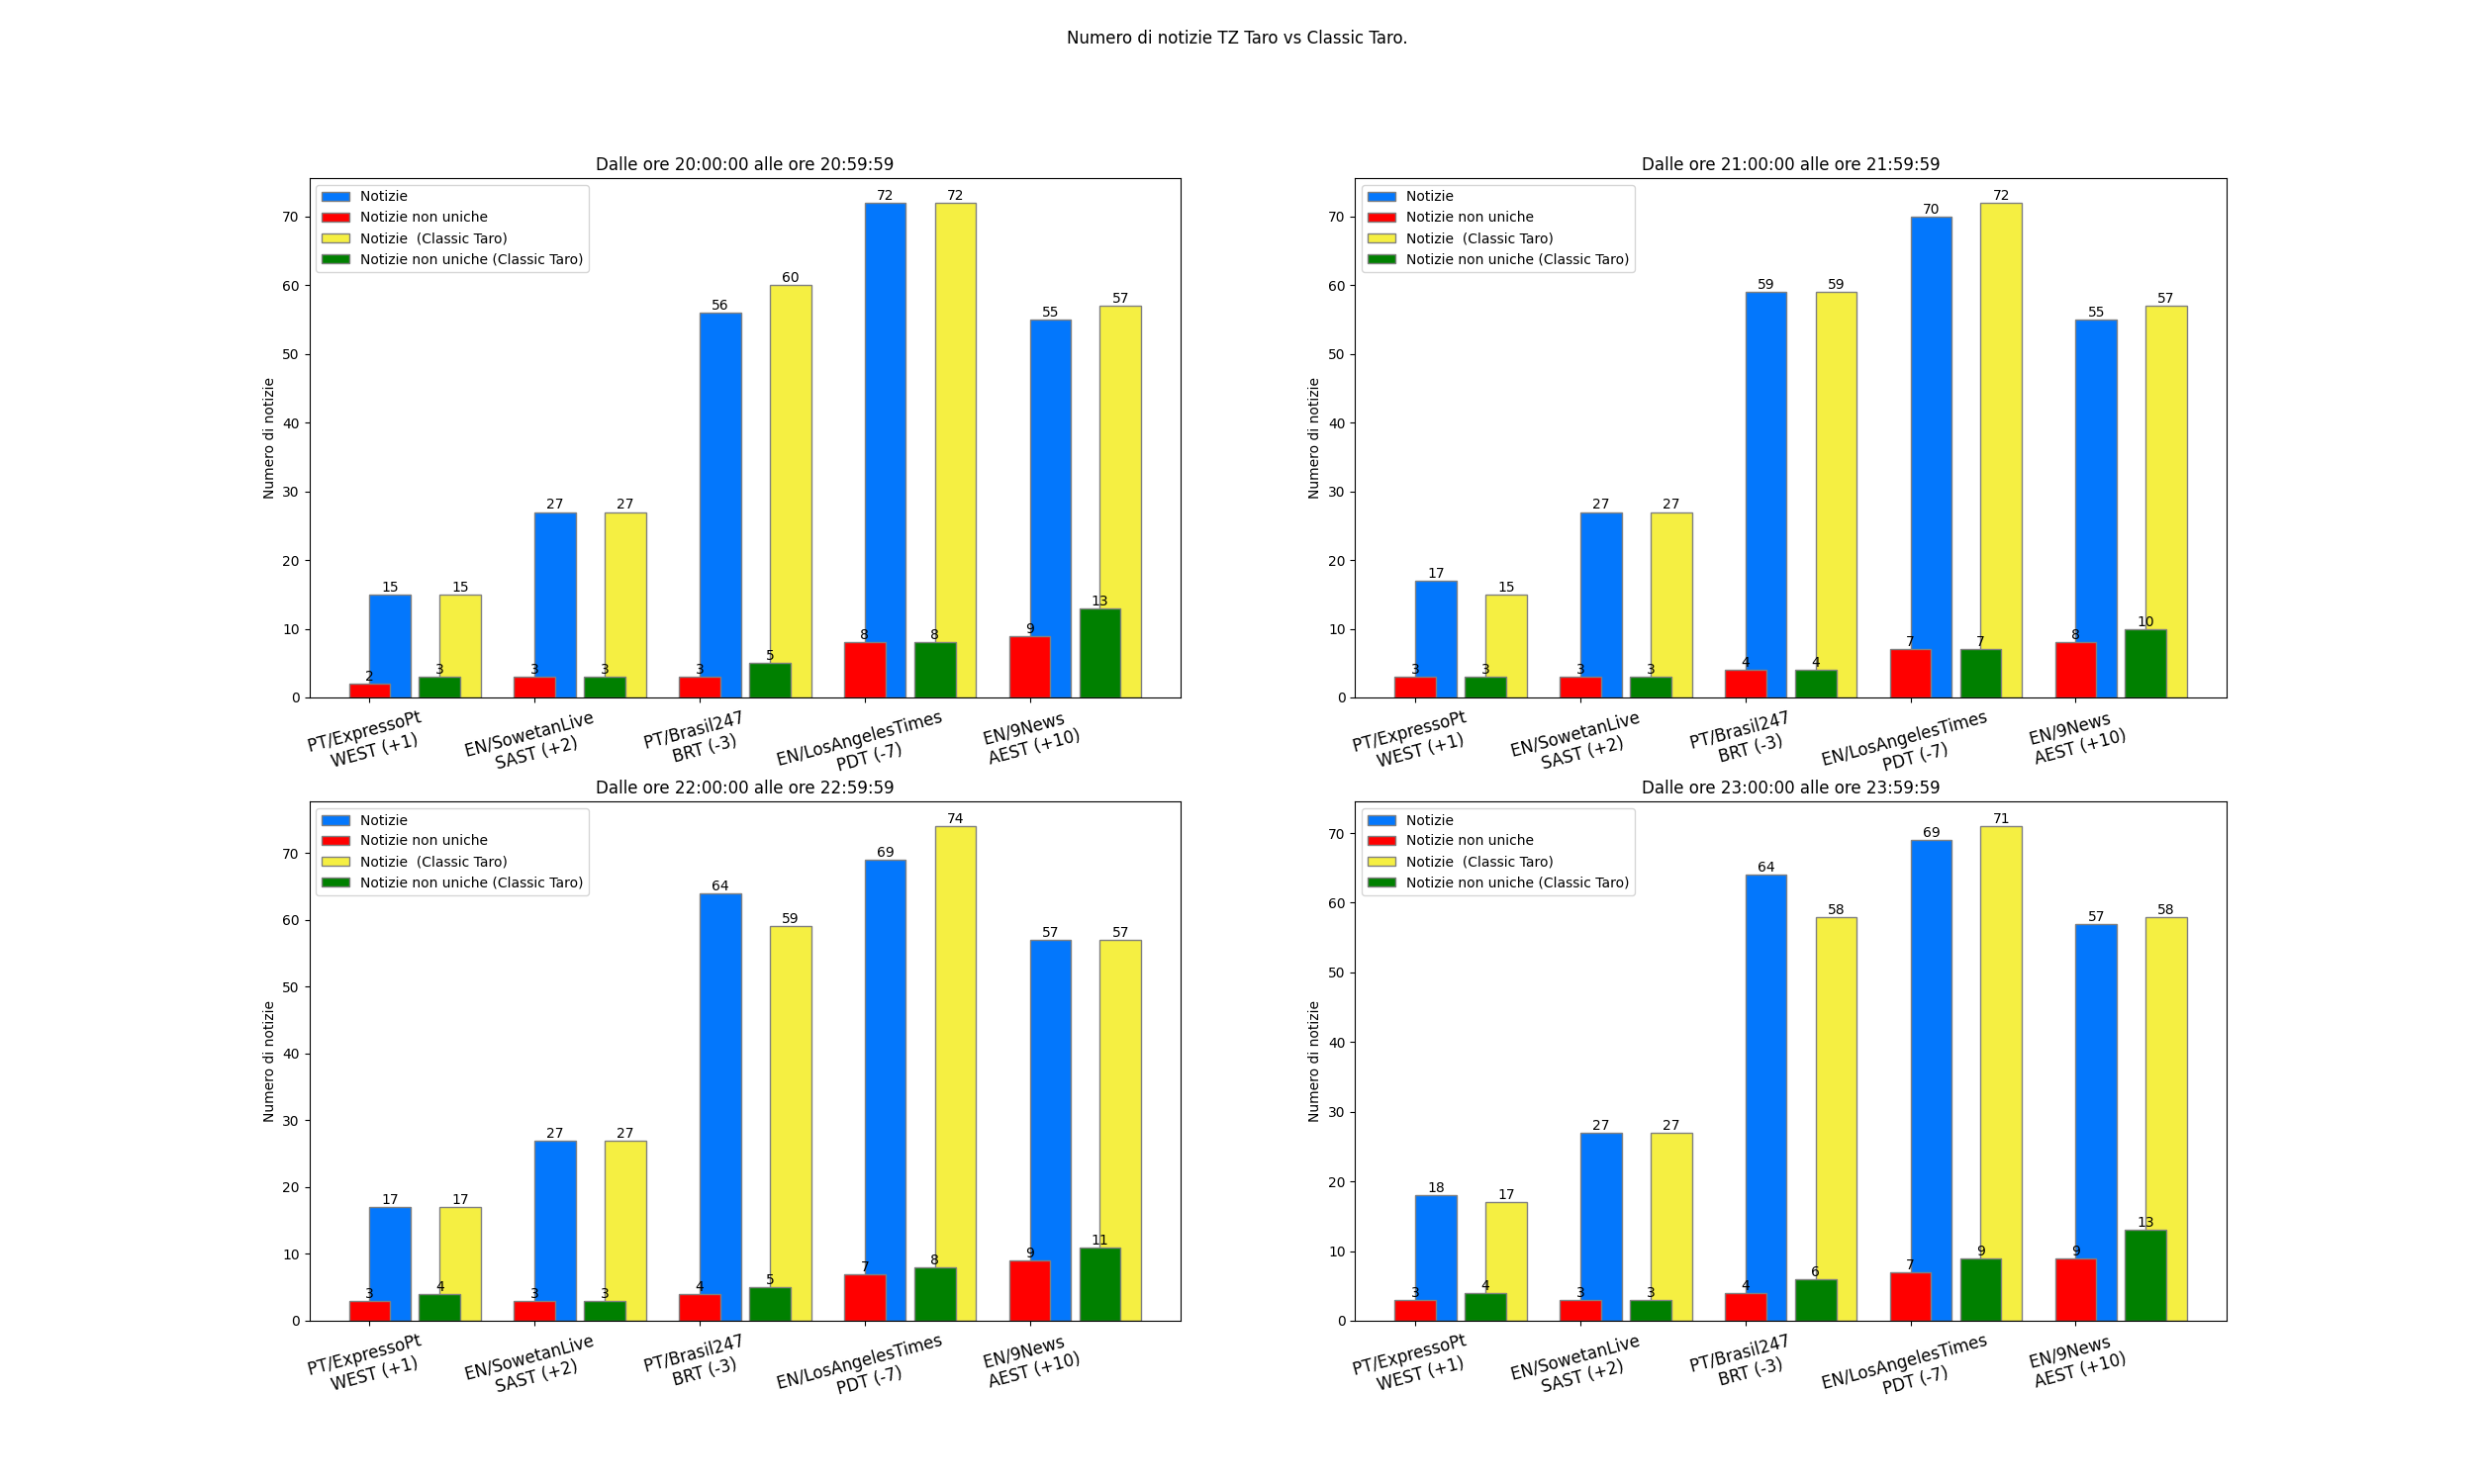 Numero di notizie TZ Taro vs Classic Taro.
Dalle ore 20:00:00 alle ore 20:59:59
Notizie
Notizie non uniche
Notizie  (Classic Taro)
Notizie non uniche (Classic Taro)
Numero di notizie
0
10
20
30
40
50
60
70
2 15 3 15
3 27 3 27
3 56 5 60
8 72 8 72
9 55 13 57
PT/ExpressoPt
WEST (+1)
EN/SowetanLive
SAST (+2)
PT/Brasil247
BRT (-3)
EN/LosAngelesTimes
PDT (-7)
EN/9News
AEST (+10)
Dalle ore 21:00:00 alle ore 21:59:59
Notizie
Notizie non uniche
Notizie  (Classic Taro)
Notizie non uniche (Classic Taro)
Numero di notizie
0
10
20
30
40
50
60
70
3 17 3 15
3 27 3 27
4 59 4 59
7 70 7 72
8 55 10 57
PT/ExpressoPt
WEST (+1)
EN/SowetanLive
SAST (+2)
PT/Brasil247
BRT (-3)
EN/LosAngelesTimes
PDT (-7)
EN/9News
AEST (+10)
Dalle ore 22:00:00 alle ore 22:59:59
Notizie
Notizie non uniche
Notizie  (Classic Taro)
Notizie non uniche (Classic Taro)
Numero di notizie
0
10
20
30
40
50
60
70
3 17 4 17
3 27 3 27
4 64 5 59
7 69 8 74
9 57 11 57
PT/ExpressoPt
WEST (+1)
EN/SowetanLive
SAST (+2)
PT/Brasil247
BRT (-3)
EN/LosAngelesTimes
PDT (-7)
EN/9News
AEST (+10)
Dalle ore 23:00:00 alle ore 23:59:59
Notizie
Notizie non uniche
Notizie  (Classic Taro)
Notizie non uniche (Classic Taro)
Numero di notizie
0
10
20
30
40
50
60
70
3 18 4 17
3 27 3 27
4 64 6 58
7 69 9 71
9 57 13 58
PT/ExpressoPt
WEST (+1)
EN/SowetanLive
SAST (+2)
PT/Brasil247
BRT (-3)
EN/LosAngelesTimes
PDT (-7)
EN/9News
AEST (+10)